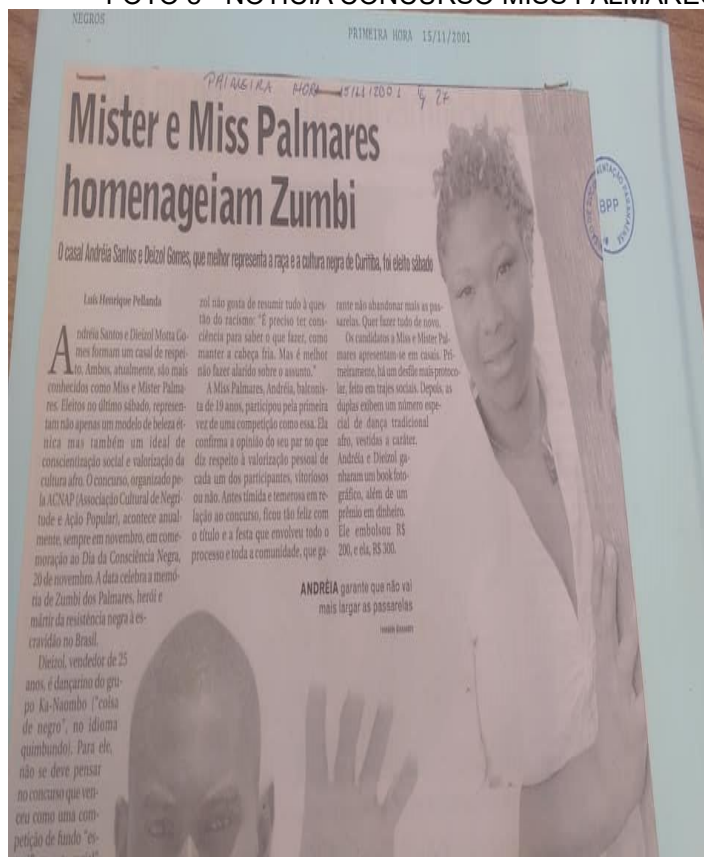 NOTÍCIA CONCURSO MISS PALMARES
NEGROS
PRIMEIRA HORA 15/11/2001
PRIMEIRA HORA 15/11/2001 27
Mister e Miss Palmares
homenageiam Zumbi
O casal Andréia Santos e Deizol Gomes, que melhor representa a raça e a cultura negra de Curitiba, foi eleito sábado
Luís Henrique Pellanda
Andréia Santos e Dieizol Motta Go-
mes formam um casal de respei-
to. Ambos, atualmente, são mais
conhecidos como Miss e Mister Palma-
res. Eleitos no último sábado, represen-
tam não apenas um modelo de beleza ét-
nica mas também um ideal de
conscientização social e valorização da
cultura afro. O concurso, organizado pe-
la ACNAP (Associação Cultural de Negri-
tude e Ação Popular), acontece anual-
mente, sempre em novembro, em come-
moração ao Dia da Consciência Negra,
20 de novembro. A data celebra a memó-
ria de Zumbi dos Palmares, herói e
mártir da resistência negra à es-
cravidão no Brasil.
Dieizol, vendedor de 25
anos, é dançarino do gru-
po Ka-Naombo ("coisa
de negro", no idioma
quimbundo). Para ele,
não se deve pensar
no concurso que ven-
ceu como uma com-
petição de fundo "es-
zol não gosta de resumir tudo à ques-
tão do racismo: "É preciso ter cons-
ciência para saber o que fazer, como
manter a cabeça fria. Mas é melhor
não fazer alarido sobre o assunto."
A Miss Palmares, Andréia, balconis-
ta de 19 anos, participou pela primeira
vez de uma competição como essa. Ela
confirma a opinião do seu par no que
diz respeito à valorização pessoal de
cada um dos participantes, vitoriosos
ou não. Antes tímida e temerosa em re-
lação ao concurso, ficou tão feliz com
o título e a festa que envolveu todo o
processo e toda a comunidade, que ga-
rante não abandonar mais as pas-
sarelas. Quer fazer tudo de novo.
Os candidatos a Miss e Mister Pal-
mares apresentam-se em casais. Pri-
meiramente, há um desfile mais protoco-
lar, feito em trajes sociais. Depois, as
duplas exibem um número espe-
cial de dança tradicional
afro, vestidas a caráter.
Andréia e Dieizol ga-
nharam um book foto-
gráfico, além de um
prêmio em dinheiro.
Ele embolsou R$
200, e ela, R$ 300.
ANDRÉIA garante que não vai
mais largar as passarelas
BPP